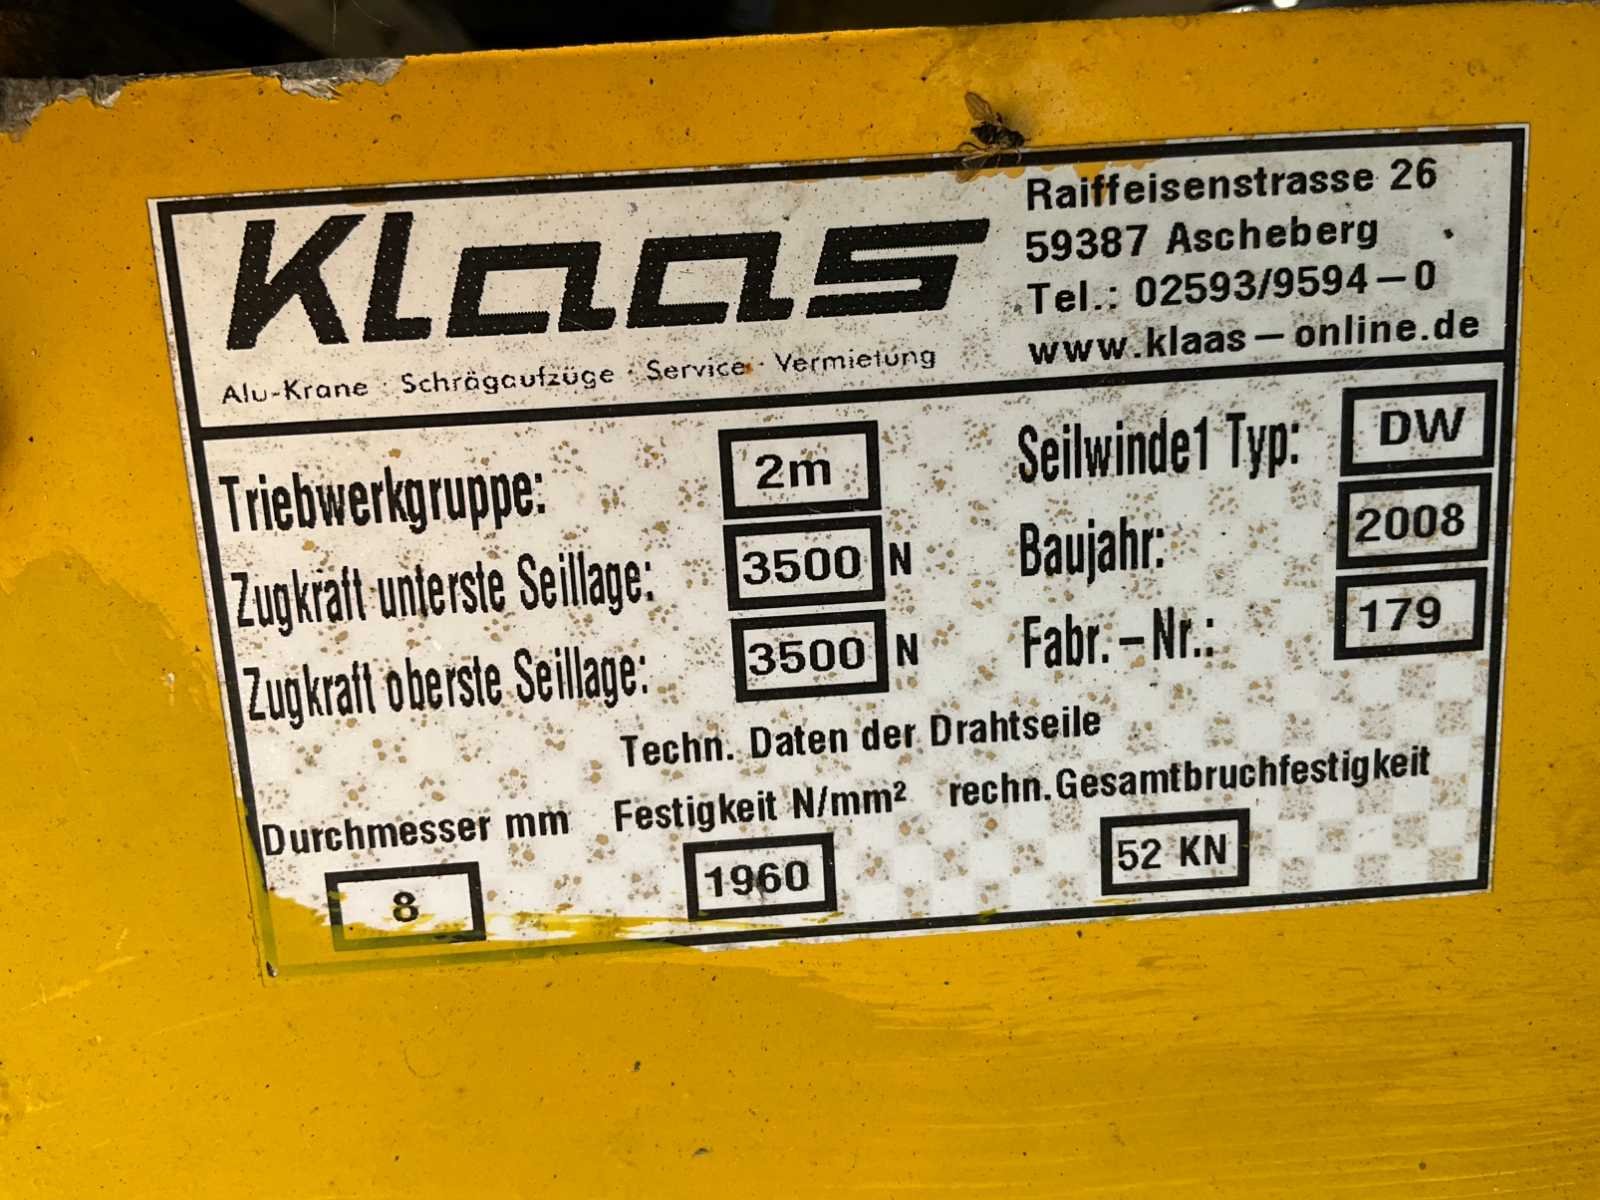 Klaas
Alu-Krane · Schrägaufzüge · Service · Vermietung
Raiffeisenstrasse 26
59387 Ascheberg
Tel.: 02593/9594-0
www.klaas-online.de
Triebwerkgruppe: 2m
Zugkraft unterste Seillage: 3500 N
Zugkraft oberste Seillage: 3500 N
Seilwinde1 Typ: DW
Baujahr: 2008
Fabr.-Nr.: 179
Techn. Daten der Drahtseile
Durchmesser mm Festigkeit N/mm² rechn.Gesamtbruchfestigkeit
8 1960 52 KN